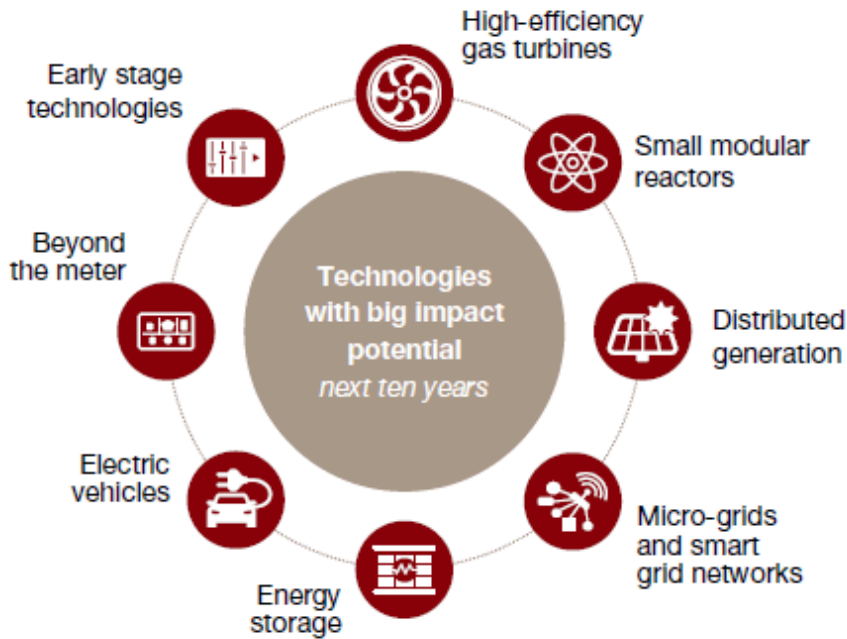 High-efficiency
gas turbines
Small modular
reactors
Distributed
generation
Micro-grids
and smart
grid networks
Energy
storage
Electric
vehicles
Beyond
the meter
Early stage
technologies
Technologies
with big impact
potential
next ten years